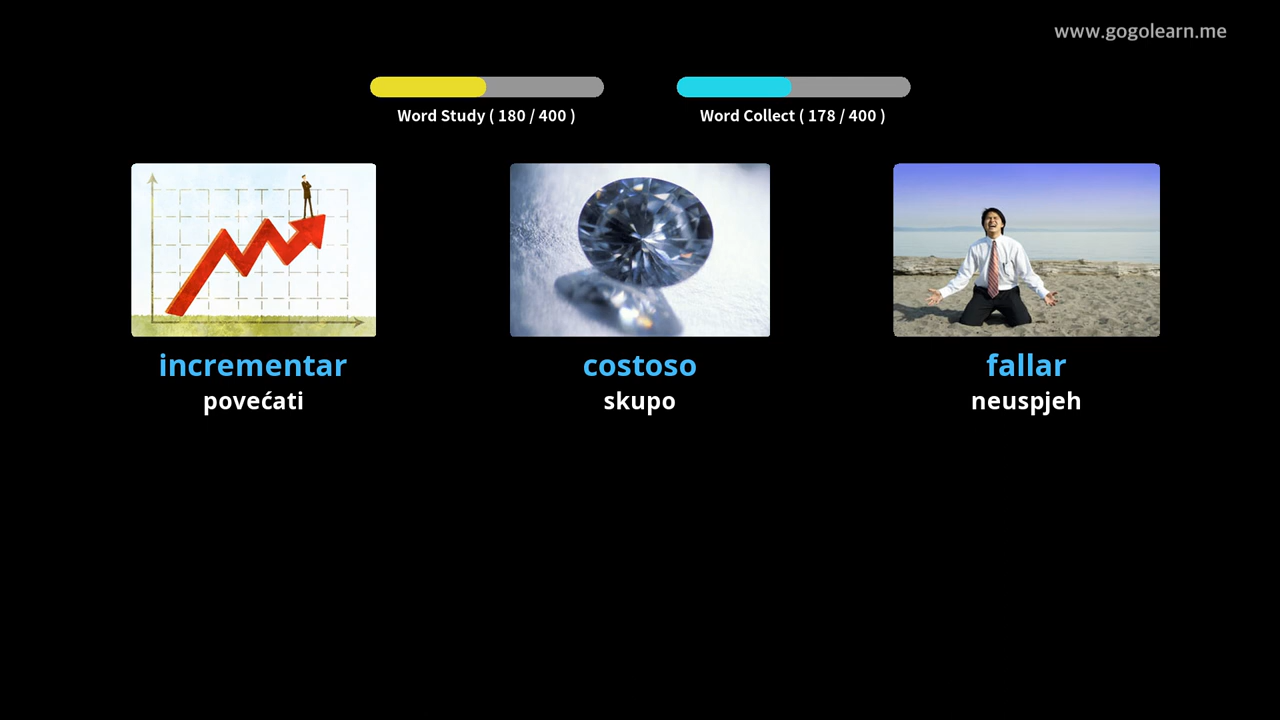 www.gogolearn.me
Word Study ( 180 / 400 )
Word Collect ( 178 / 400 )
incrementar
povećati
costoso
skupo
fallar
neuspjeh